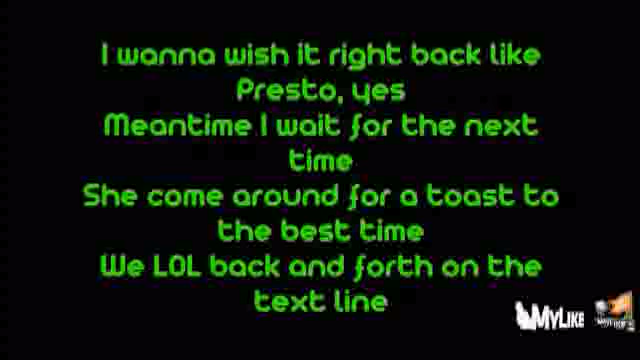 I wanna wish it right back like
Presto, yes
Meantime I wait for the next
time
She come around for a toast to
the best time
We LOL back and forth on the
text line
MYLIKE